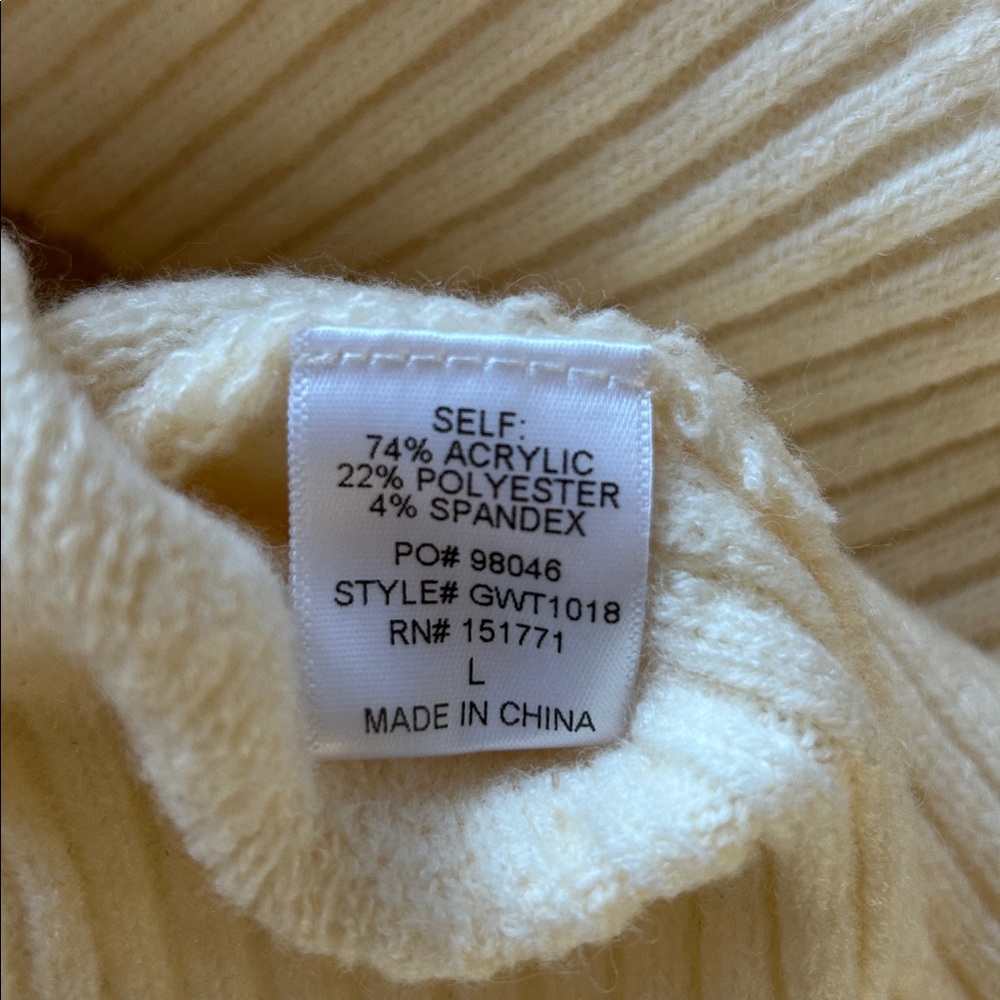 SELF:
74% ACRYLIC
22% POLYESTER
4% SPANDEX
PO# 98046
STYLE# GWT1018
RN# 151771
L
MADE IN CHINA